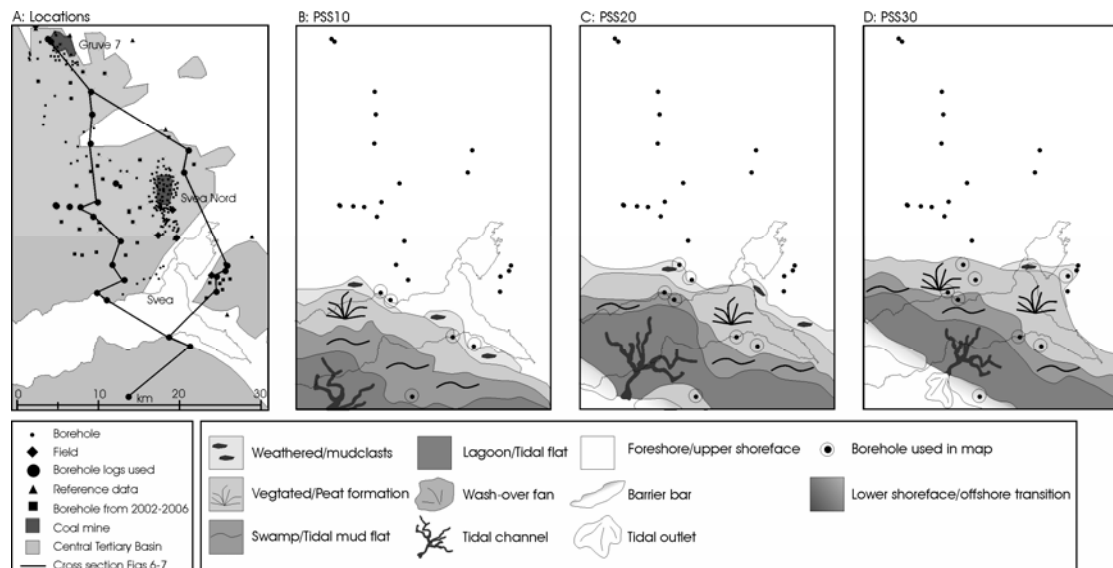 A: Locations
B: PSS10
C: PSS20
D: PSS30
Gruve 7
Svea Nord
Svea
0 10 km 20 30
Borehole
Field
Borehole logs used
Reference data
Borehole from 2002-2006
Coal mine
Central Tertiary Basin
Cross section Figs 6-7
Weathered/mudclasts
Lagoon/Tidal flat
Foreshore/upper shoreface
Borehole used in map
Vegtated/Peat formation
Wash-over fan
Barrier bar
Lower shoreface/offshore transition
Swamp/Tidal mud flat
Tidal channel
Tidal outlet